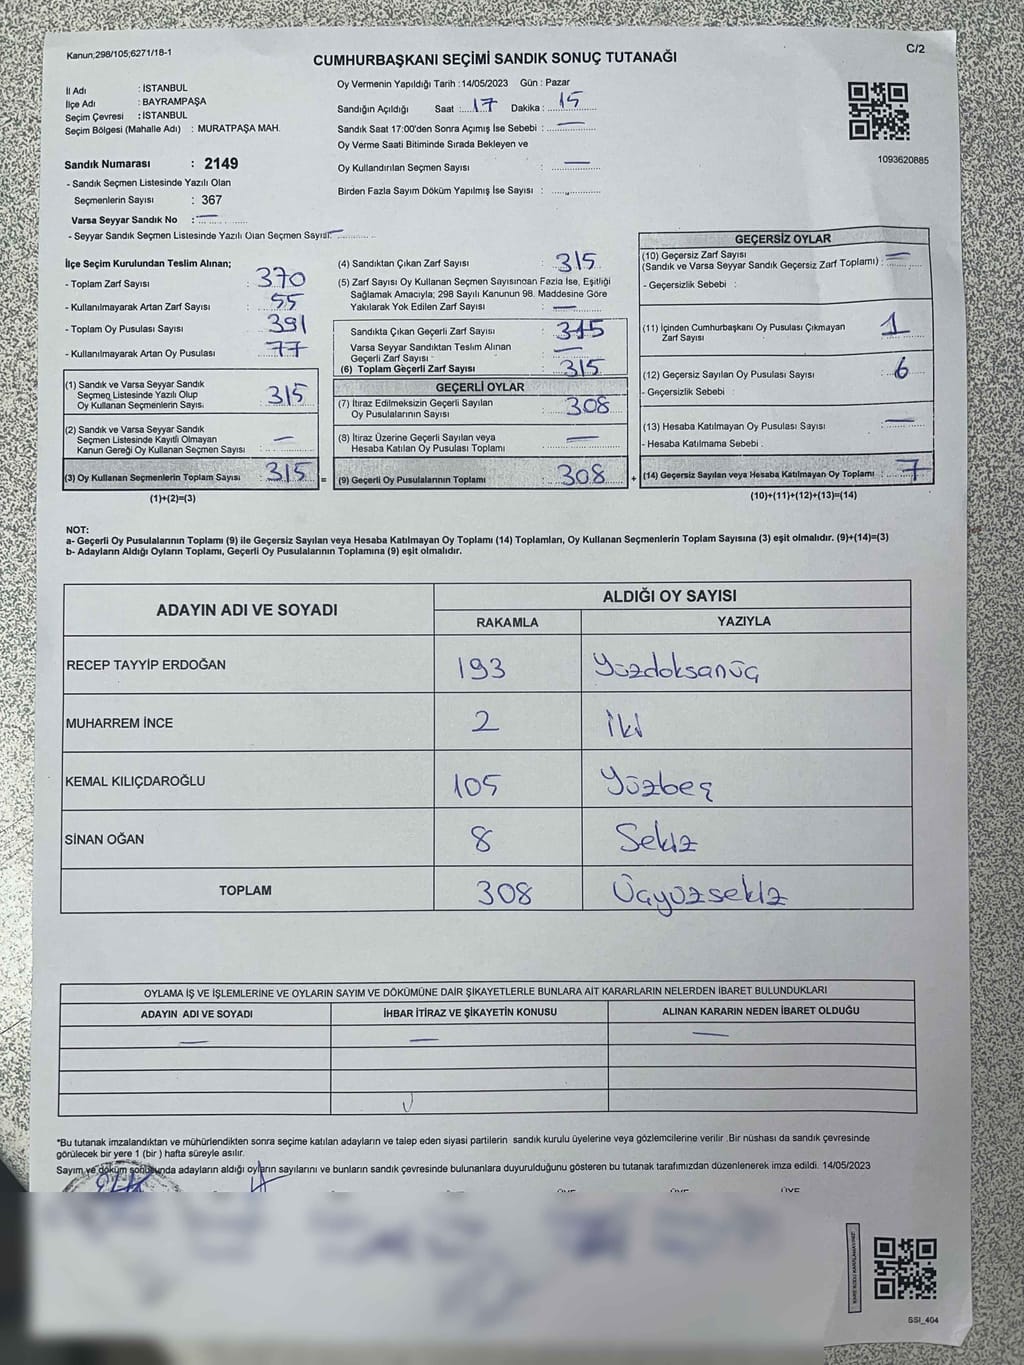 Kanun;298/105;6271/18-1
C/2
CUMHURBAŞKANI SEÇİMİ SANDIK SONUÇ TUTANAĞI
İl Adı : İSTANBUL
İlçe Adı : BAYRAMPAŞA
Seçim Çevresi : İSTANBUL
Seçim Bölgesi (Mahalle Adı) : MURATPAŞA MAH.
Sandık Numarası : 2149
- Sandık Seçmen Listesinde Yazılı Olan
Seçmenlerin Sayısı : 367
Varsa Seyyar Sandık No : —
- Seyyar Sandık Seçmen Listesinde Yazılı Olan Seçmen Sayısı: —
Oy Vermenin Yapıldığı Tarih :14/05/2023 Gün : Pazar
Sandığın Açıldığı Saat : 17 Dakika : 15
Sandık Saat 17:00'den Sonra Açımış İse Sebebi : —
Oy Verme Saati Bitiminde Sırada Bekleyen ve
Oy Kullandırılan Seçmen Sayısı : —
Birden Fazla Sayım Döküm Yapılmış İse Sayısı :
1093620885
İlçe Seçim Kurulundan Teslim Alınan;
- Toplam Zarf Sayısı : 370
- Kullanılmayarak Artan Zarf Sayısı : 55
- Toplam Oy Pusulası Sayısı : 391
- Kullanılmayarak Artan Oy Pusulası : 77
(1) Sandık ve Varsa Seyyar Sandık
Seçmen Listesinde Yazılı Olup
Oy Kullanan Seçmenlerin Sayısı : 315
(2) Sandık ve Varsa Seyyar Sandık
Seçmen Listesinde Kayıtlı Olmayan
Kanun Gereği Oy Kullanan Seçmen Sayısı : —
(3) Oy Kullanan Seçmenlerin Toplam Sayısı : 315
(1)+(2)=(3)
(4) Sandıktan Çıkan Zarf Sayısı : 315
(5) Zarf Sayısı Oy Kullanan Seçmen Sayısından Fazla İse, Eşitliği
Sağlamak Amacıyla; 298 Sayılı Kanunun 98. Maddesine Göre
Yakılarak Yok Edilen Zarf Sayısı : —
Sandıkta Çıkan Geçerli Zarf Sayısı : 315
Varsa Seyyar Sandıktan Teslim Alınan
Geçerli Zarf Sayısı : —
(6) Toplam Geçerli Zarf Sayısı : 315
GEÇERLİ OYLAR
(7) İtiraz Edilmeksizin Geçerli Sayılan
Oy Pusulalarının Sayısı : 308
(8) İtiraz Üzerine Geçerli Sayılan veya
Hesaba Katılan Oy Pusulası Toplamı : —
(9) Geçerli Oy Pusulalarının Toplamı : 308
GEÇERSİZ OYLAR
(10) Geçersiz Zarf Sayısı
(Sandık ve Varsa Seyyar Sandık Geçersiz Zarf Toplamı) : —
- Geçersizlik Sebebi :
(11) İçinden Cumhurbaşkanı Oy Pusulası Çıkmayan
Zarf Sayısı : 1
(12) Geçersiz Sayılan Oy Pusulası Sayısı : 6
- Geçersizlik Sebebi
(13) Hesaba Katılmayan Oy Pusulası Sayısı : —
- Hesaba Katılmama Sebebi :
(14) Geçersiz Sayılan veya Hesaba Katılmayan Oy Toplamı : 7
(10)+(11)+(12)+(13)=(14)
NOT:
a- Geçerli Oy Pusulalarının Toplamı (9) ile Geçersiz Sayılan veya Hesaba Katılmayan Oy Toplamı (14) Toplamları, Oy Kullanan Seçmenlerin Toplam Sayısına (3) eşit olmalıdır. (9)+(14)=(3)
b- Adayların Aldığı Oyların Toplamı, Geçerli Oy Pusulalarının Toplamına (9) eşit olmalıdır.
ADAYIN ADI VE SOYADI ALDIĞI OY SAYISI
RAKAMLA YAZIYLA
RECEP TAYYİP ERDOĞAN 193 Yüzdoksanüç
MUHARREM İNCE 2 İki
KEMAL KILIÇDAROĞLU 105 Yüzbeş
SİNAN OĞAN 8 Sekiz
TOPLAM 308 Üçyüzsekiz
OYLAMA İŞ VE İŞLEMLERİNE VE OYLARIN SAYIM VE DÖKÜMÜNE DAİR ŞİKAYETLERLE BUNLARA AİT KARARLARIN NELERDEN İBARET BULUNDUKLARI
ADAYIN ADI VE SOYADI İHBAR İTİRAZ VE ŞİKAYETİN KONUSU ALINAN KARARIN NEDEN İBARET OLDUĞU
— — —
*Bu tutanak imzalandıktan ve mühürlendikten sonra seçime katılan adayların ve talep eden siyasi partilerin sandık kurulu üyelerine veya gözlemcilerine verilir .Bir nüshası da sandık çevresinde
görülecek bir yere 1 (bir ) hafta süreyle asılır.
Sayım ve döküm sonucunda adayların aldığı oyların sayılarını ve bunların sandık çevresinde bulunanlara duyurulduğunu gösteren bu tutanak tarafımızdan düzenlenerek imza edildi. 14/05/2023
ÜYE ÜYE ÜYE
SSI_404